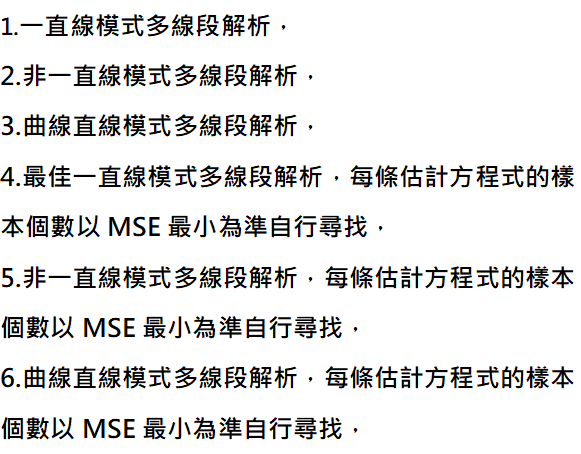 1.一直線模式多線段解析，
2.非一直線模式多線段解析，
3.曲線直線模式多線段解析，
4.最佳一直線模式多線段解析，每條估計方程式的樣
本個數以 MSE 最小為準自行尋找，
5.非一直線模式多線段解析，每條估計方程式的樣本
個數以 MSE 最小為準自行尋找，
6.曲線直線模式多線段解析，每條估計方程式的樣本
個數以 MSE 最小為準自行尋找，